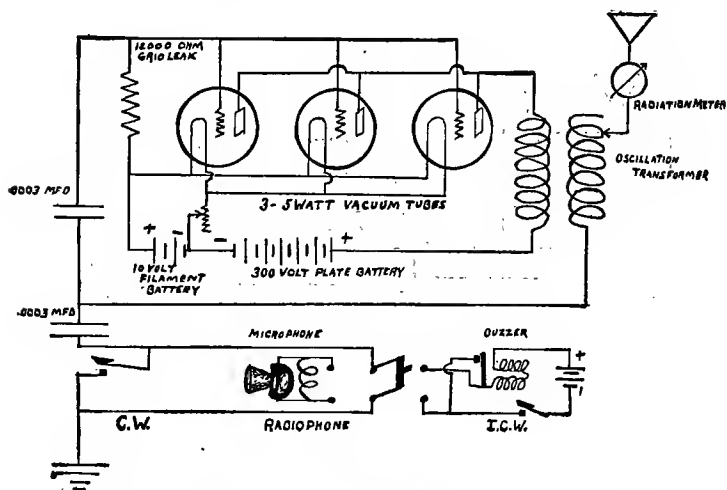 12000 OHM
GRID LEAK
RADIATION METER
OSCILLATION
TRANSFORMER
.0003 MFD
3-5 WATT VACUUM TUBES
+ - - +
10 VOLT
FILAMENT
BATTERY
300 VOLT PLATE BATTERY
.0003 MFD
MICROPHONE
BUZZER
+
-
C.W.
RADIOPHONE
I.C.W.